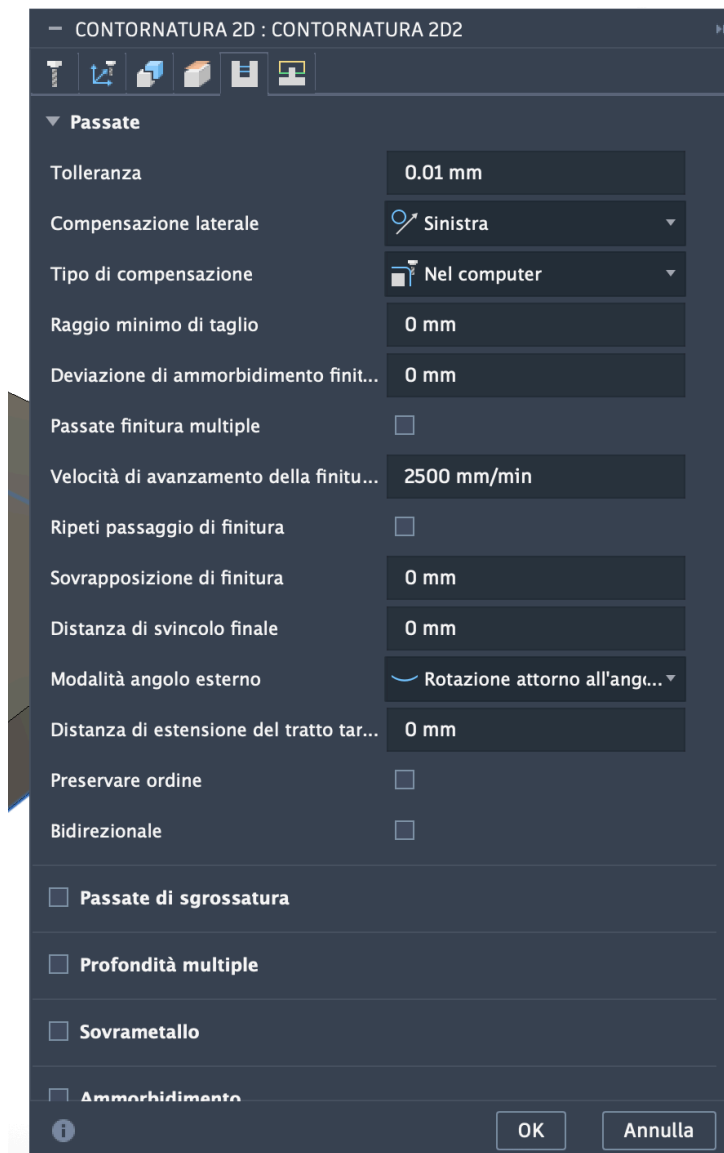 CONTORNATURA 2D : CONTORNATURA 2D2
Passate
Tolleranza 0.01 mm
Compensazione laterale Sinistra
Tipo di compensazione Nel computer
Raggio minimo di taglio 0 mm
Deviazione di ammorbidimento finit... 0 mm
Passate finitura multiple
Velocità di avanzamento della finitu... 2500 mm/min
Ripeti passaggio di finitura
Sovrapposizione di finitura 0 mm
Distanza di svincolo finale 0 mm
Modalità angolo esterno Rotazione attorno all'ango...
Distanza di estensione del tratto tar... 0 mm
Preservare ordine
Bidirezionale
Passate di sgrossatura
Profondità multiple
Sovrametallo
Ammorbidimento
OK Annulla